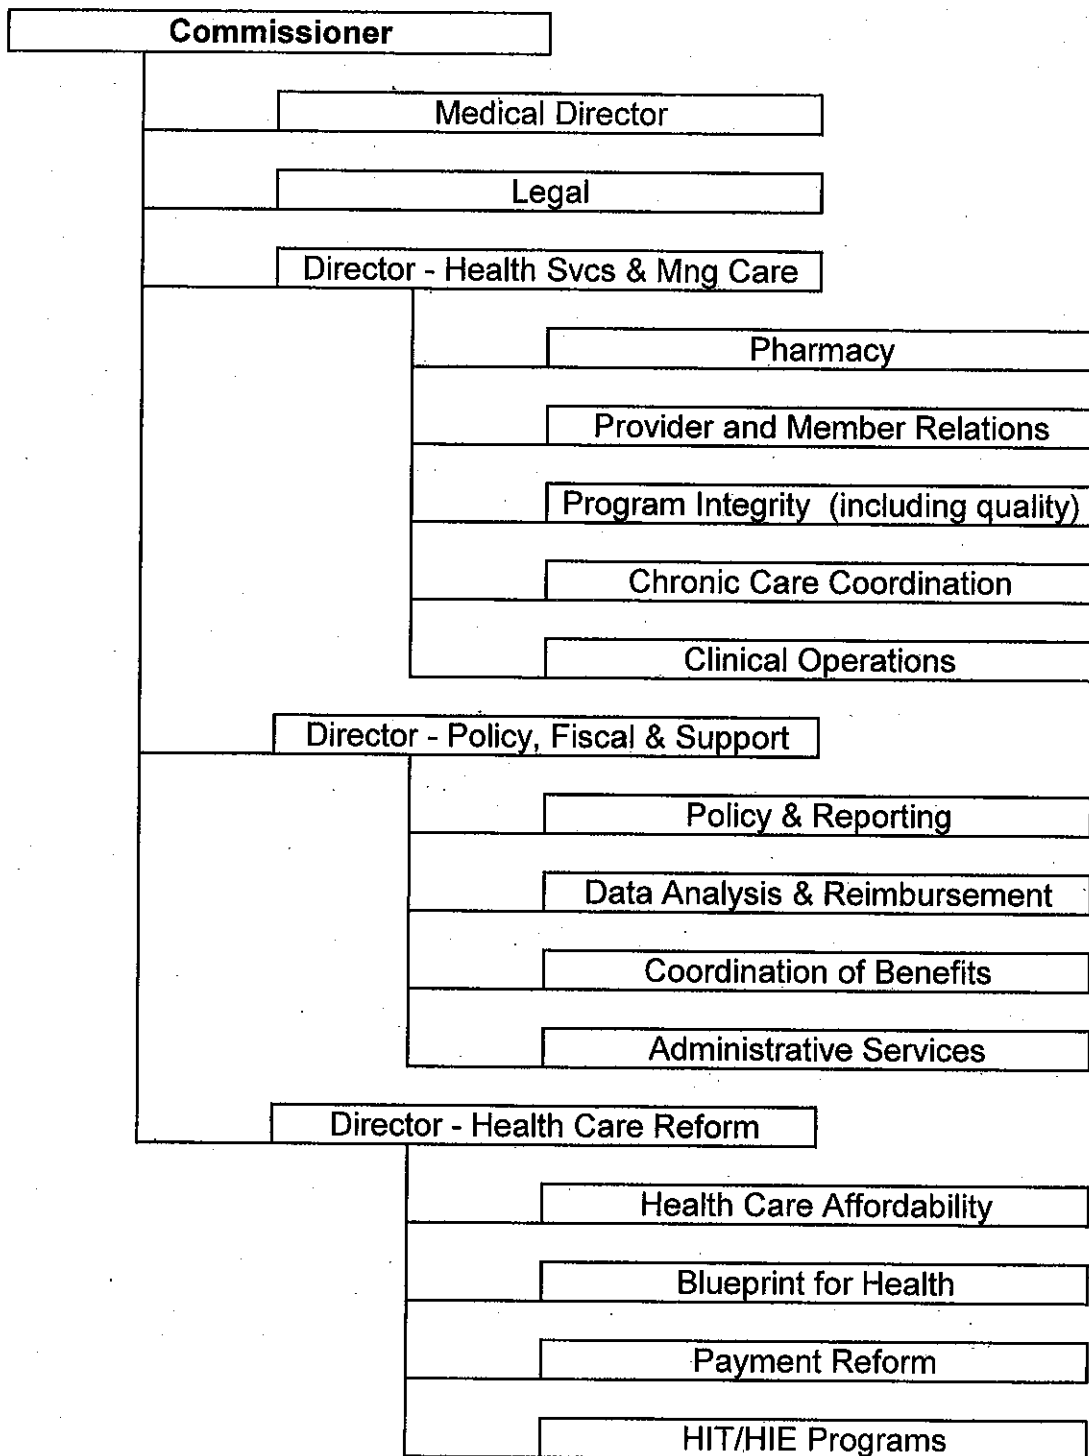 Commissioner
Medical Director
Legal
Director - Health Svcs & Mng Care
Pharmacy
Provider and Member Relations
Program Integrity (including quality)
Chronic Care Coordination
Clinical Operations
Director - Policy, Fiscal & Support
Policy & Reporting
Data Analysis & Reimbursement
Coordination of Benefits
Administrative Services
Director - Health Care Reform
Health Care Affordability
Blueprint for Health
Payment Reform
HIT/HIE Programs